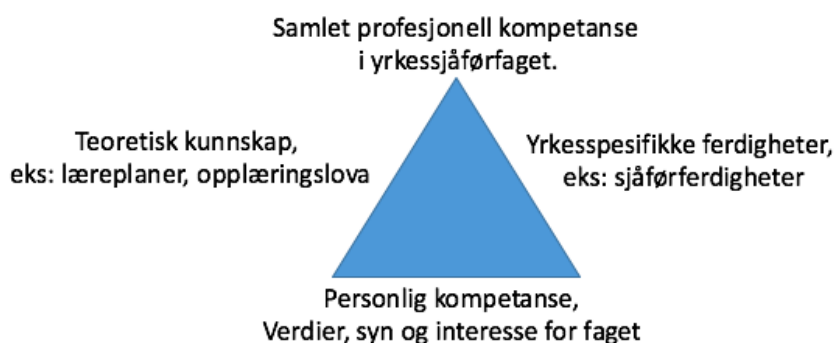 Samlet profesjonell kompetanse
i yrkessjåførfaget.
Teoretisk kunnskap,
eks: læreplaner, opplæringslova
Yrkesspesifikke ferdigheter,
eks: sjåførferdigheter
Personlig kompetanse,
Verdier, syn og interesse for faget